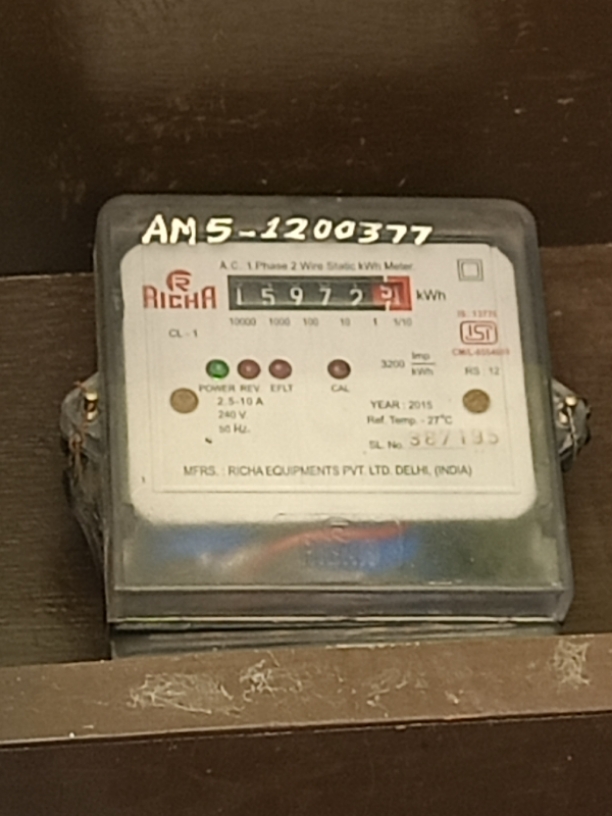 AM5-1200377
A.C. 1 Phase 2 Wire Static kWh Meter
RICHA
15972 kWh
10000 1000 100 10 1 1/10
IS: 13779
ISI
CL - 1
3200 Imp/kWh
RS : 12
POWER REV. EFLT CAL
2.5-10 A
240 V
50 Hz.
YEAR : 2015
Ref. Temp. - 27°C
SL. No. 387195
MFRS. : RICHA EQUIPMENTS PVT. LTD. DELHI. (INDIA)